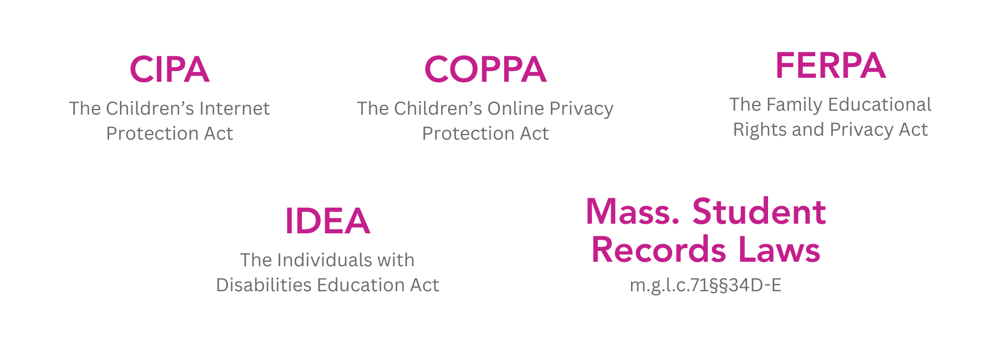 CIPA
The Children’s Internet
Protection Act
COPPA
The Children’s Online Privacy
Protection Act
FERPA
The Family Educational
Rights and Privacy Act
IDEA
The Individuals with
Disabilities Education Act
Mass. Student
Records Laws
m.g.l.c.71§§34D-E